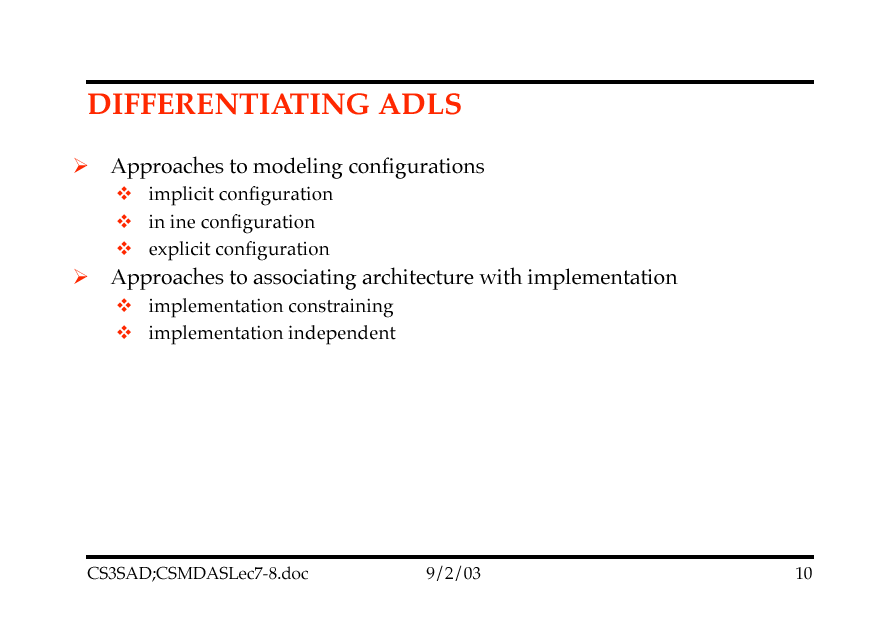 DIFFERENTIATING ADLS
Approaches to modeling configurations
implicit configuration
in ine configuration
explicit configuration
Approaches to associating architecture with implementation
implementation constraining
implementation independent
CS3SAD;CSMDASLec7-8.doc 9/2/03 10